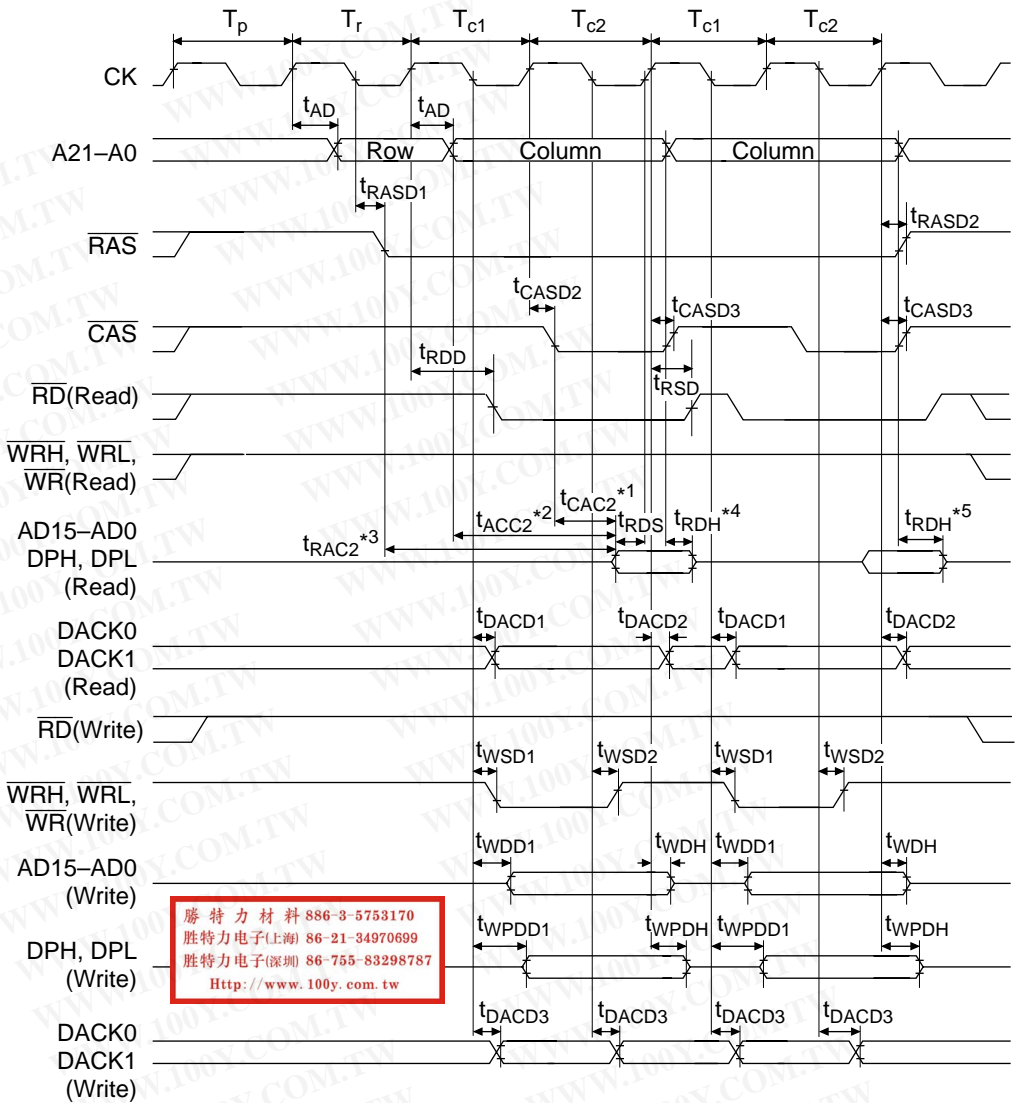 Tp Tr Tc1 Tc2 Tc1 Tc2
CK
tAD tAD
A21–A0 Row Column Column
tRASD1 tRASD2
RAS
tCASD2 tCASD3 tCASD3
CAS
tRDD tRSD
RD(Read)
WRH, WRL,
WR(Read)
tCAC2*1
AD15–AD0 tACC2*2 tRDS tRDH*4 tRDH*5
DPH, DPL tRAC2*3
(Read)
DACK0 tDACD1 tDACD2 tDACD1 tDACD2
DACK1
(Read)
RD(Write)
tWSD1 tWSD2 tWSD1 tWSD2
WRH, WRL,
WR(Write)
tWDD1 tWDH tWDD1 tWDH
AD15–AD0
(Write)
勝特力材料 886-3-5753170
胜特力电子(上海) 86-21-34970699
胜特力电子(深圳) 86-755-83298787
Http://www.100y.com.tw
tWPDD1 tWPDH tWPDD1 tWPDH
DPH, DPL
(Write)
tDACD3 tDACD3 tDACD3 tDACD3
DACK0
DACK1
(Write)
WWW.100Y.COM.TW